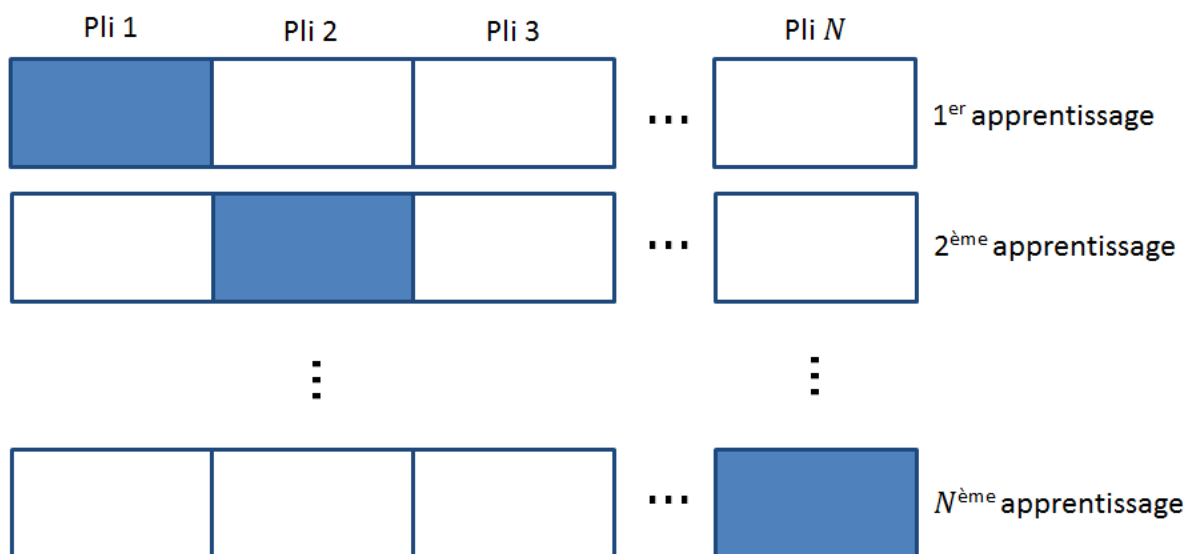 Pli 1 Pli 2 Pli 3 Pli N
... 1er apprentissage
... 2ème apprentissage
⋮ ⋮
... Nème apprentissage